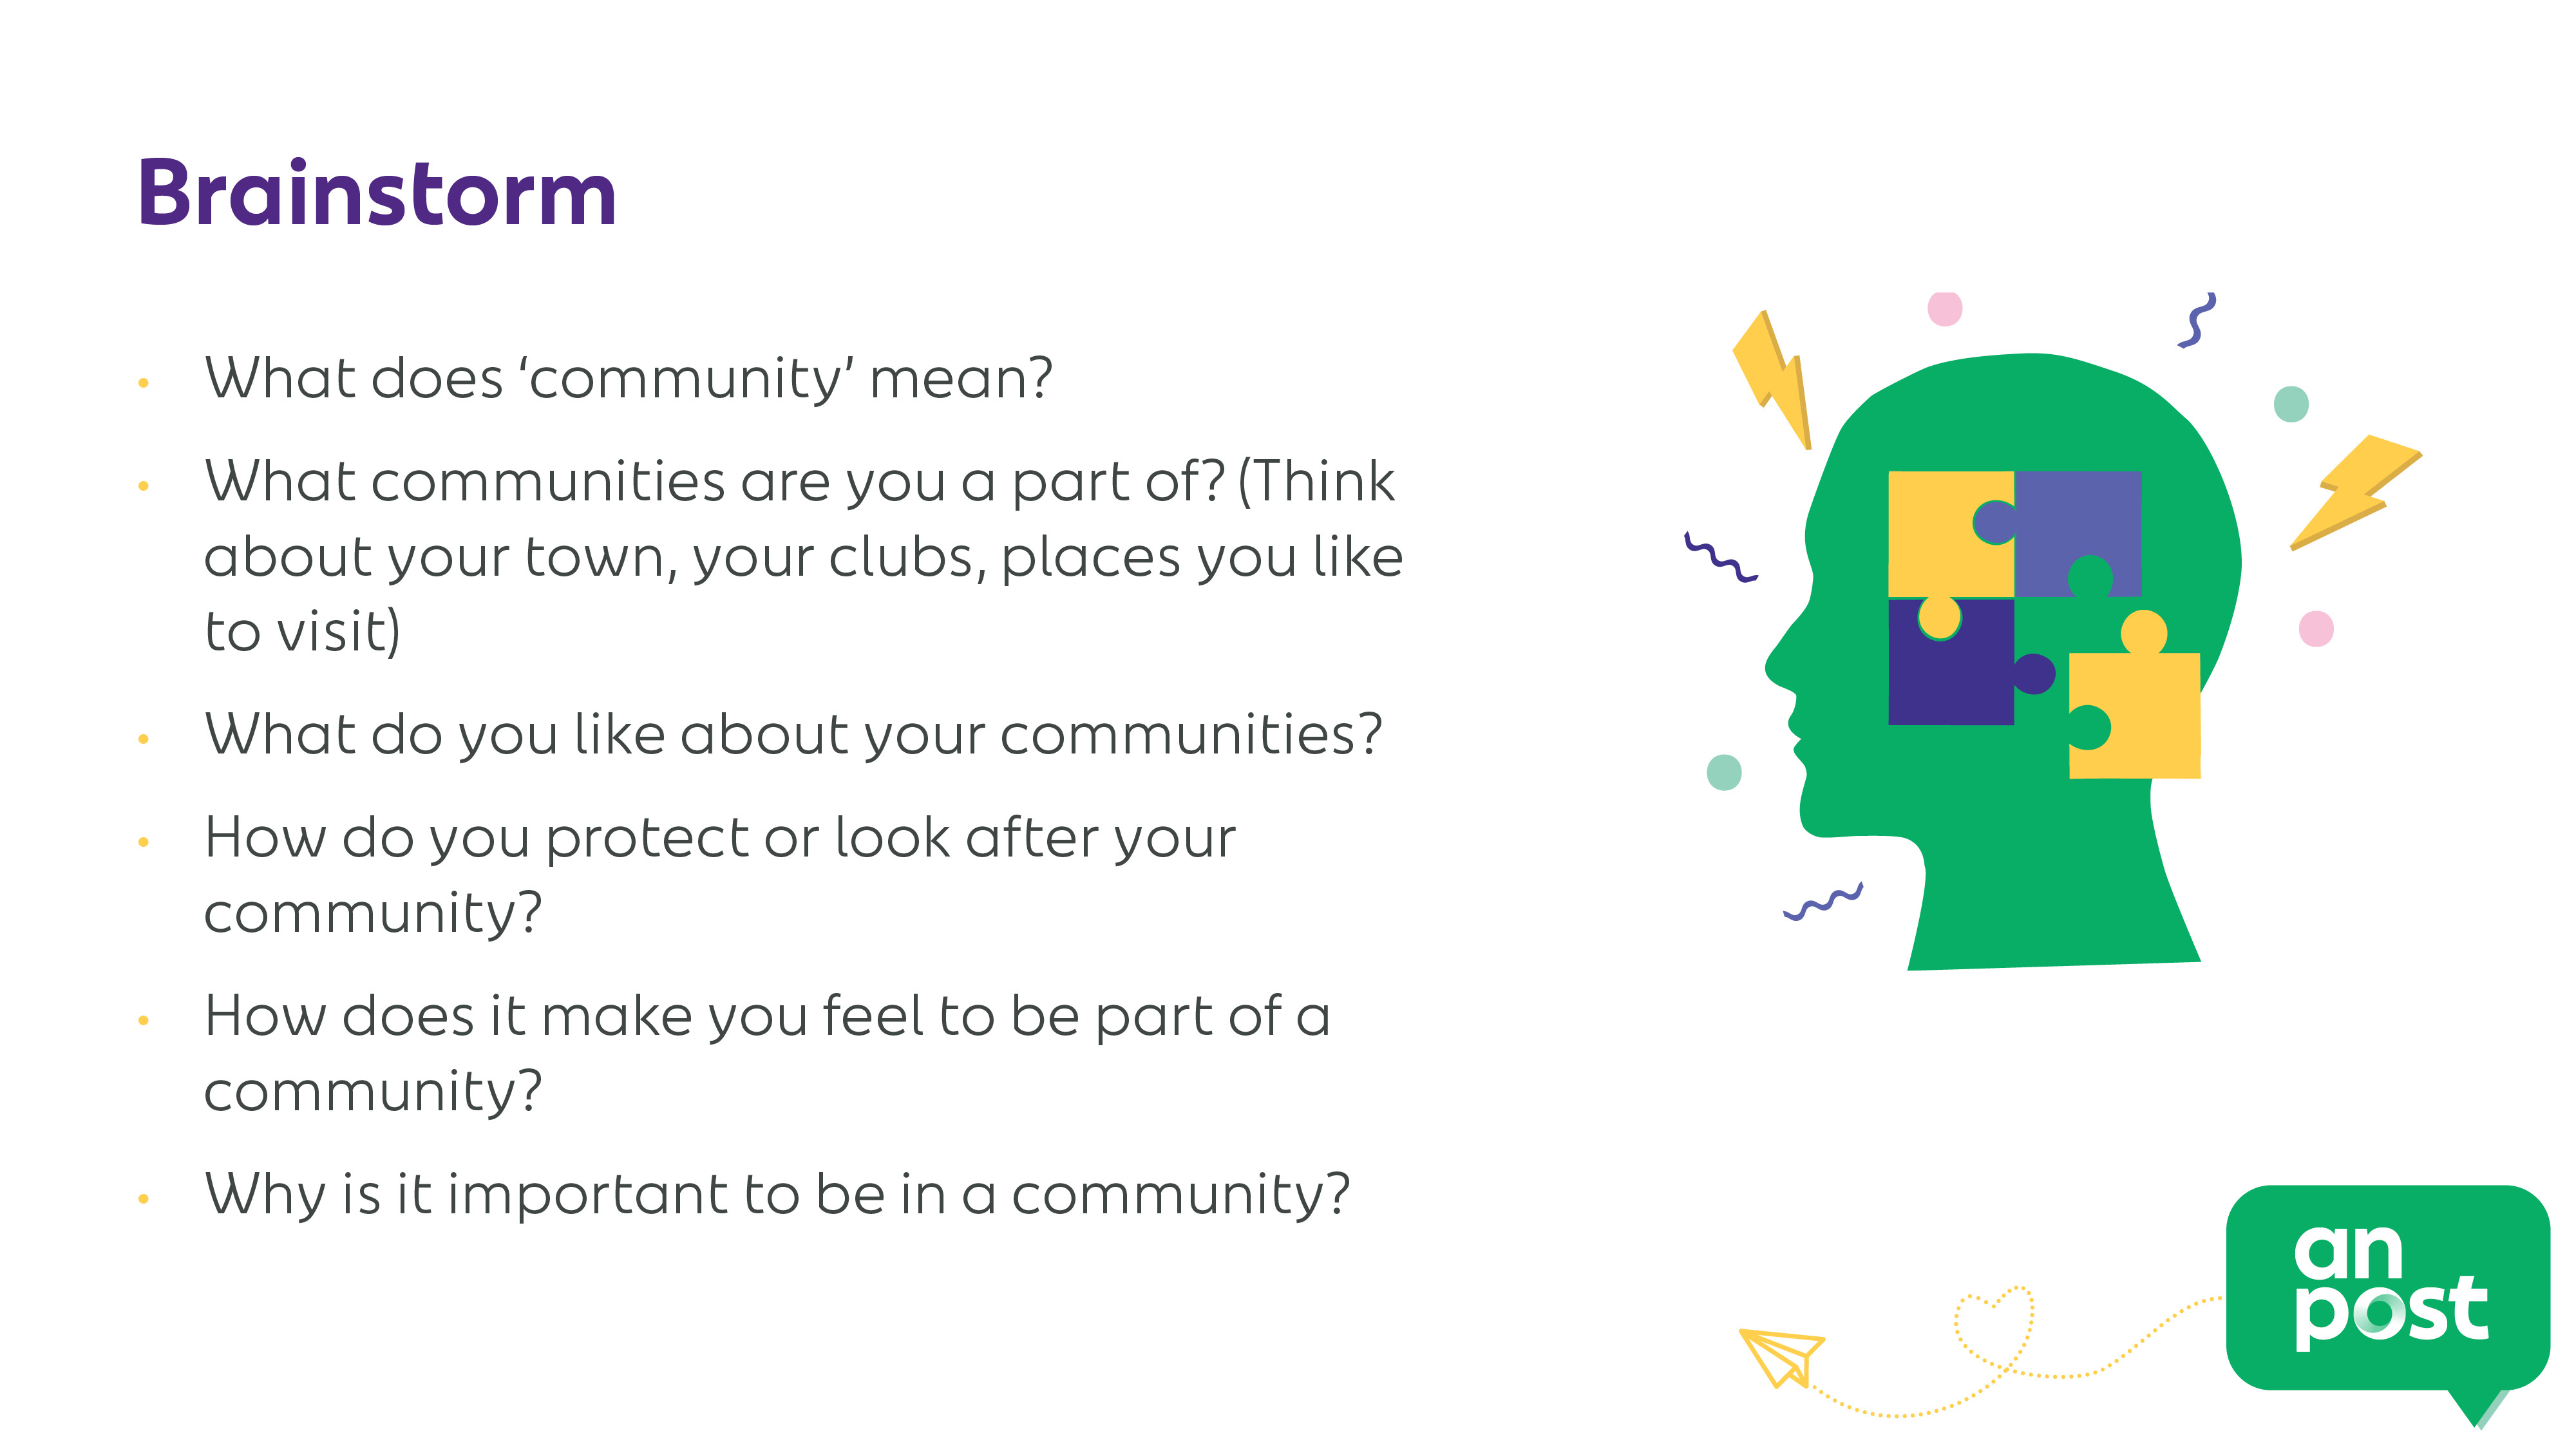 Brainstorm
• What does ‘community’ mean?
• What communities are you a part of? (Think
about your town, your clubs, places you like
to visit)
• What do you like about your communities?
• How do you protect or look after your
community?
• How does it make you feel to be part of a
community?
• Why is it important to be in a community?
an
post